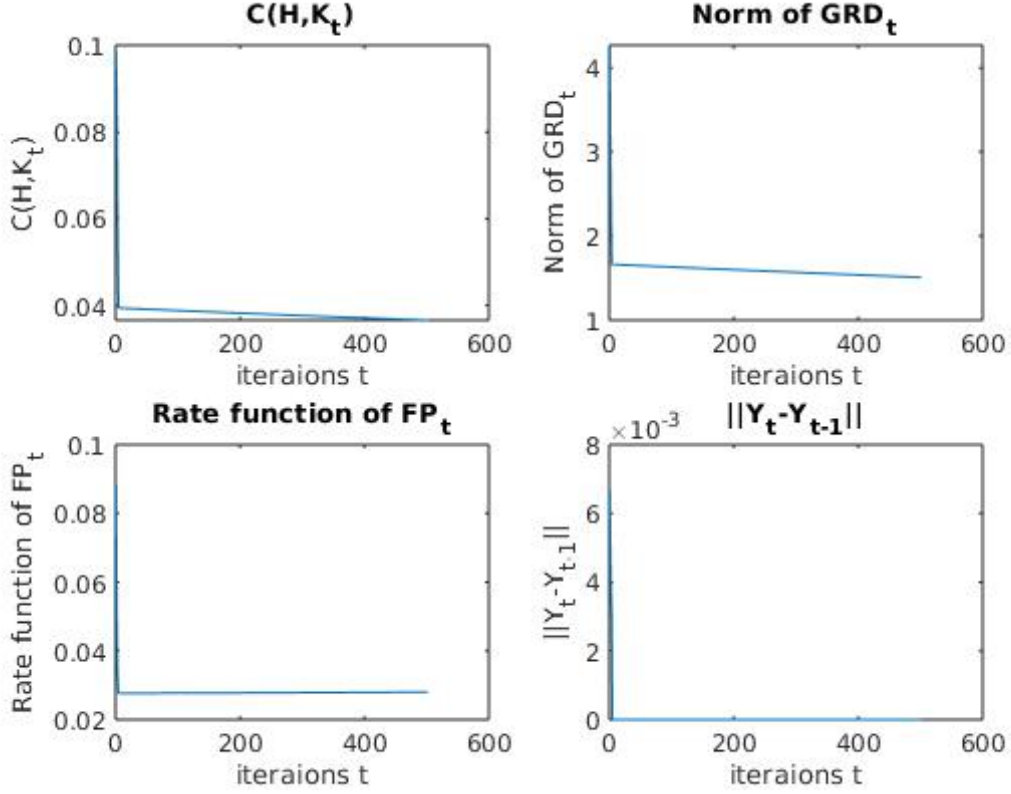 C(H,K_t)
C(H,K_t)
0.1
0.08
0.06
0.04
0 200 400 600
iteraions t
Norm of GRD_t
Norm of GRD_t
4
3
2
1
0 200 400 600
iteraions t
Rate function of FP_t
Rate function of FP_t
0.1
0.08
0.06
0.04
0.02
0 200 400 600
iteraions t
||Y_t-Y_t-1||
×10^-3
||Y_t-Y_t-1||
8
6
4
2
0
0 200 400 600
iteraions t